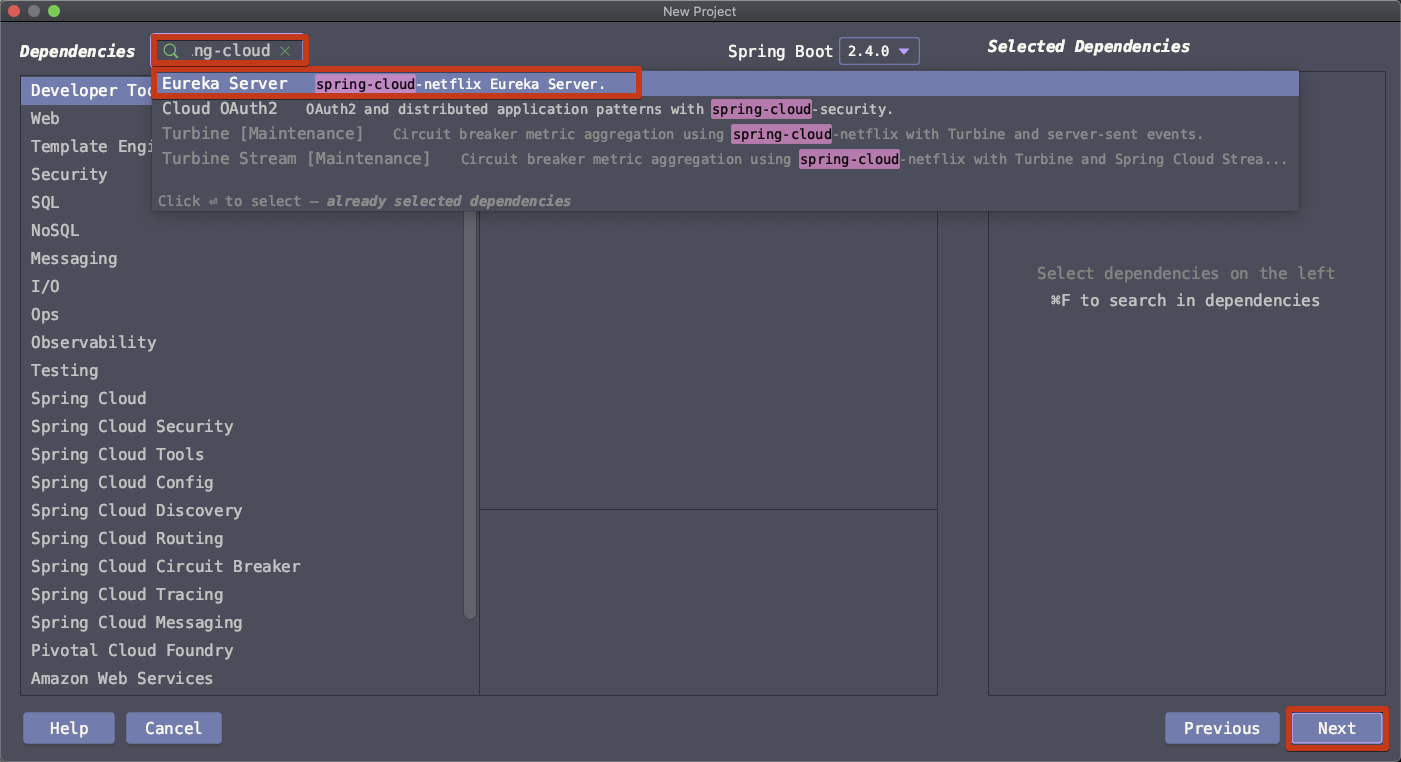 New Project
Dependencies .ng-cloud × Spring Boot 2.4.0 Selected Dependencies
Eureka Server spring-cloud-netflix Eureka Server.
Cloud OAuth2 OAuth2 and distributed application patterns with spring-cloud-security.
Turbine [Maintenance] Circuit breaker metric aggregation using spring-cloud-netflix with Turbine and server-sent events.
Turbine Stream [Maintenance] Circuit breaker metric aggregation using spring-cloud-netflix with Turbine and Spring Cloud Strea...
Click ⏎ to select — already selected dependencies
Developer Too
Web
Template Engi
Security
SQL
NoSQL
Messaging
I/O
Ops
Observability
Testing
Spring Cloud
Spring Cloud Security
Spring Cloud Tools
Spring Cloud Config
Spring Cloud Discovery
Spring Cloud Routing
Spring Cloud Circuit Breaker
Spring Cloud Tracing
Spring Cloud Messaging
Pivotal Cloud Foundry
Amazon Web Services
Select dependencies on the left
⌘F to search in dependencies
Help Cancel Previous Next